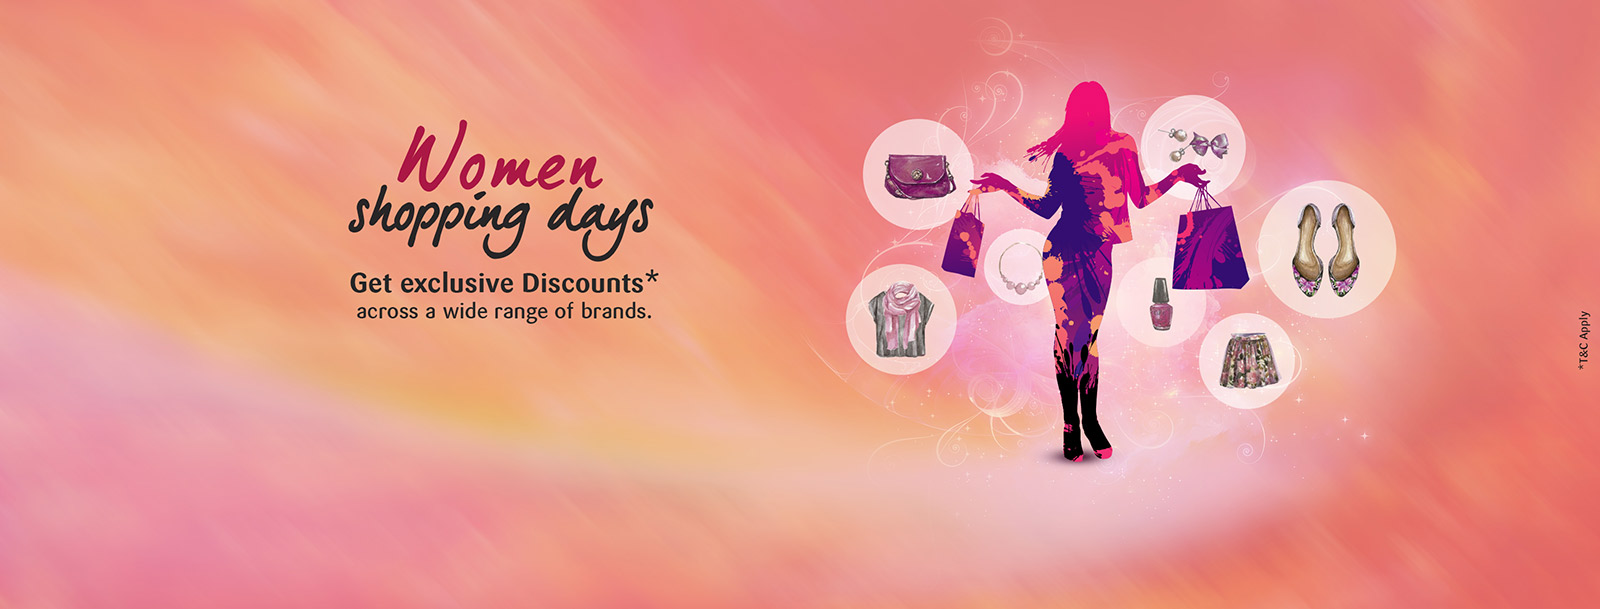 Women
shopping days
Get exclusive Discounts*
across a wide range of brands.
*T&C Apply